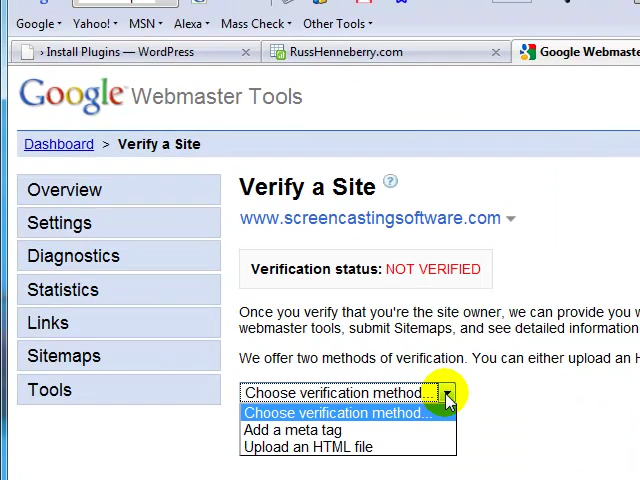 Google Yahoo! MSN Alexa Mass Check Other Tools
› Install Plugins — WordPress RussHenneberry.com Google Webmaste
Google Webmaster Tools
Dashboard > Verify a Site
Overview
Settings
Diagnostics
Statistics
Links
Sitemaps
Tools
Verify a Site ?
www.screencastingsoftware.com
Verification status: NOT VERIFIED
Once you verify that you're the site owner, we can provide you w
webmaster tools, submit Sitemaps, and see detailed information
We offer two methods of verification. You can either upload an H
Choose verification method...
Choose verification method...
Add a meta tag
Upload an HTML file